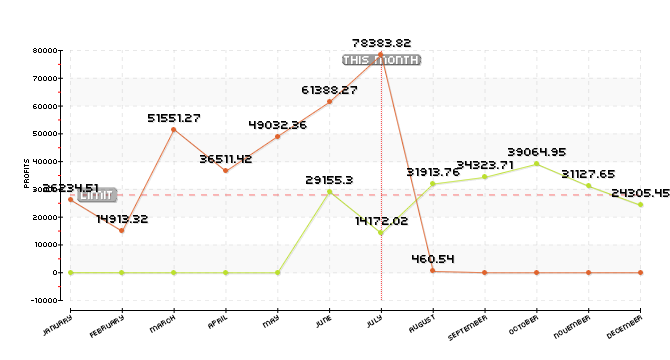 78383.82
THIS MONTH
61388.27
51551.27
49032.36
36511.42
39064.95
34323.71
31913.76
31127.65
29155.3
26234.51
LIMIT
24305.45
14913.32
14172.02
460.54
PROFITS
80000
70000
60000
50000
40000
30000
20000
10000
0
-10000
JANUARY
FEBRUARY
MARCH
APRIL
MAY
JUNE
JULY
AUGUST
SEPTEMBER
OCTOBER
NOVEMBER
DECEMBER